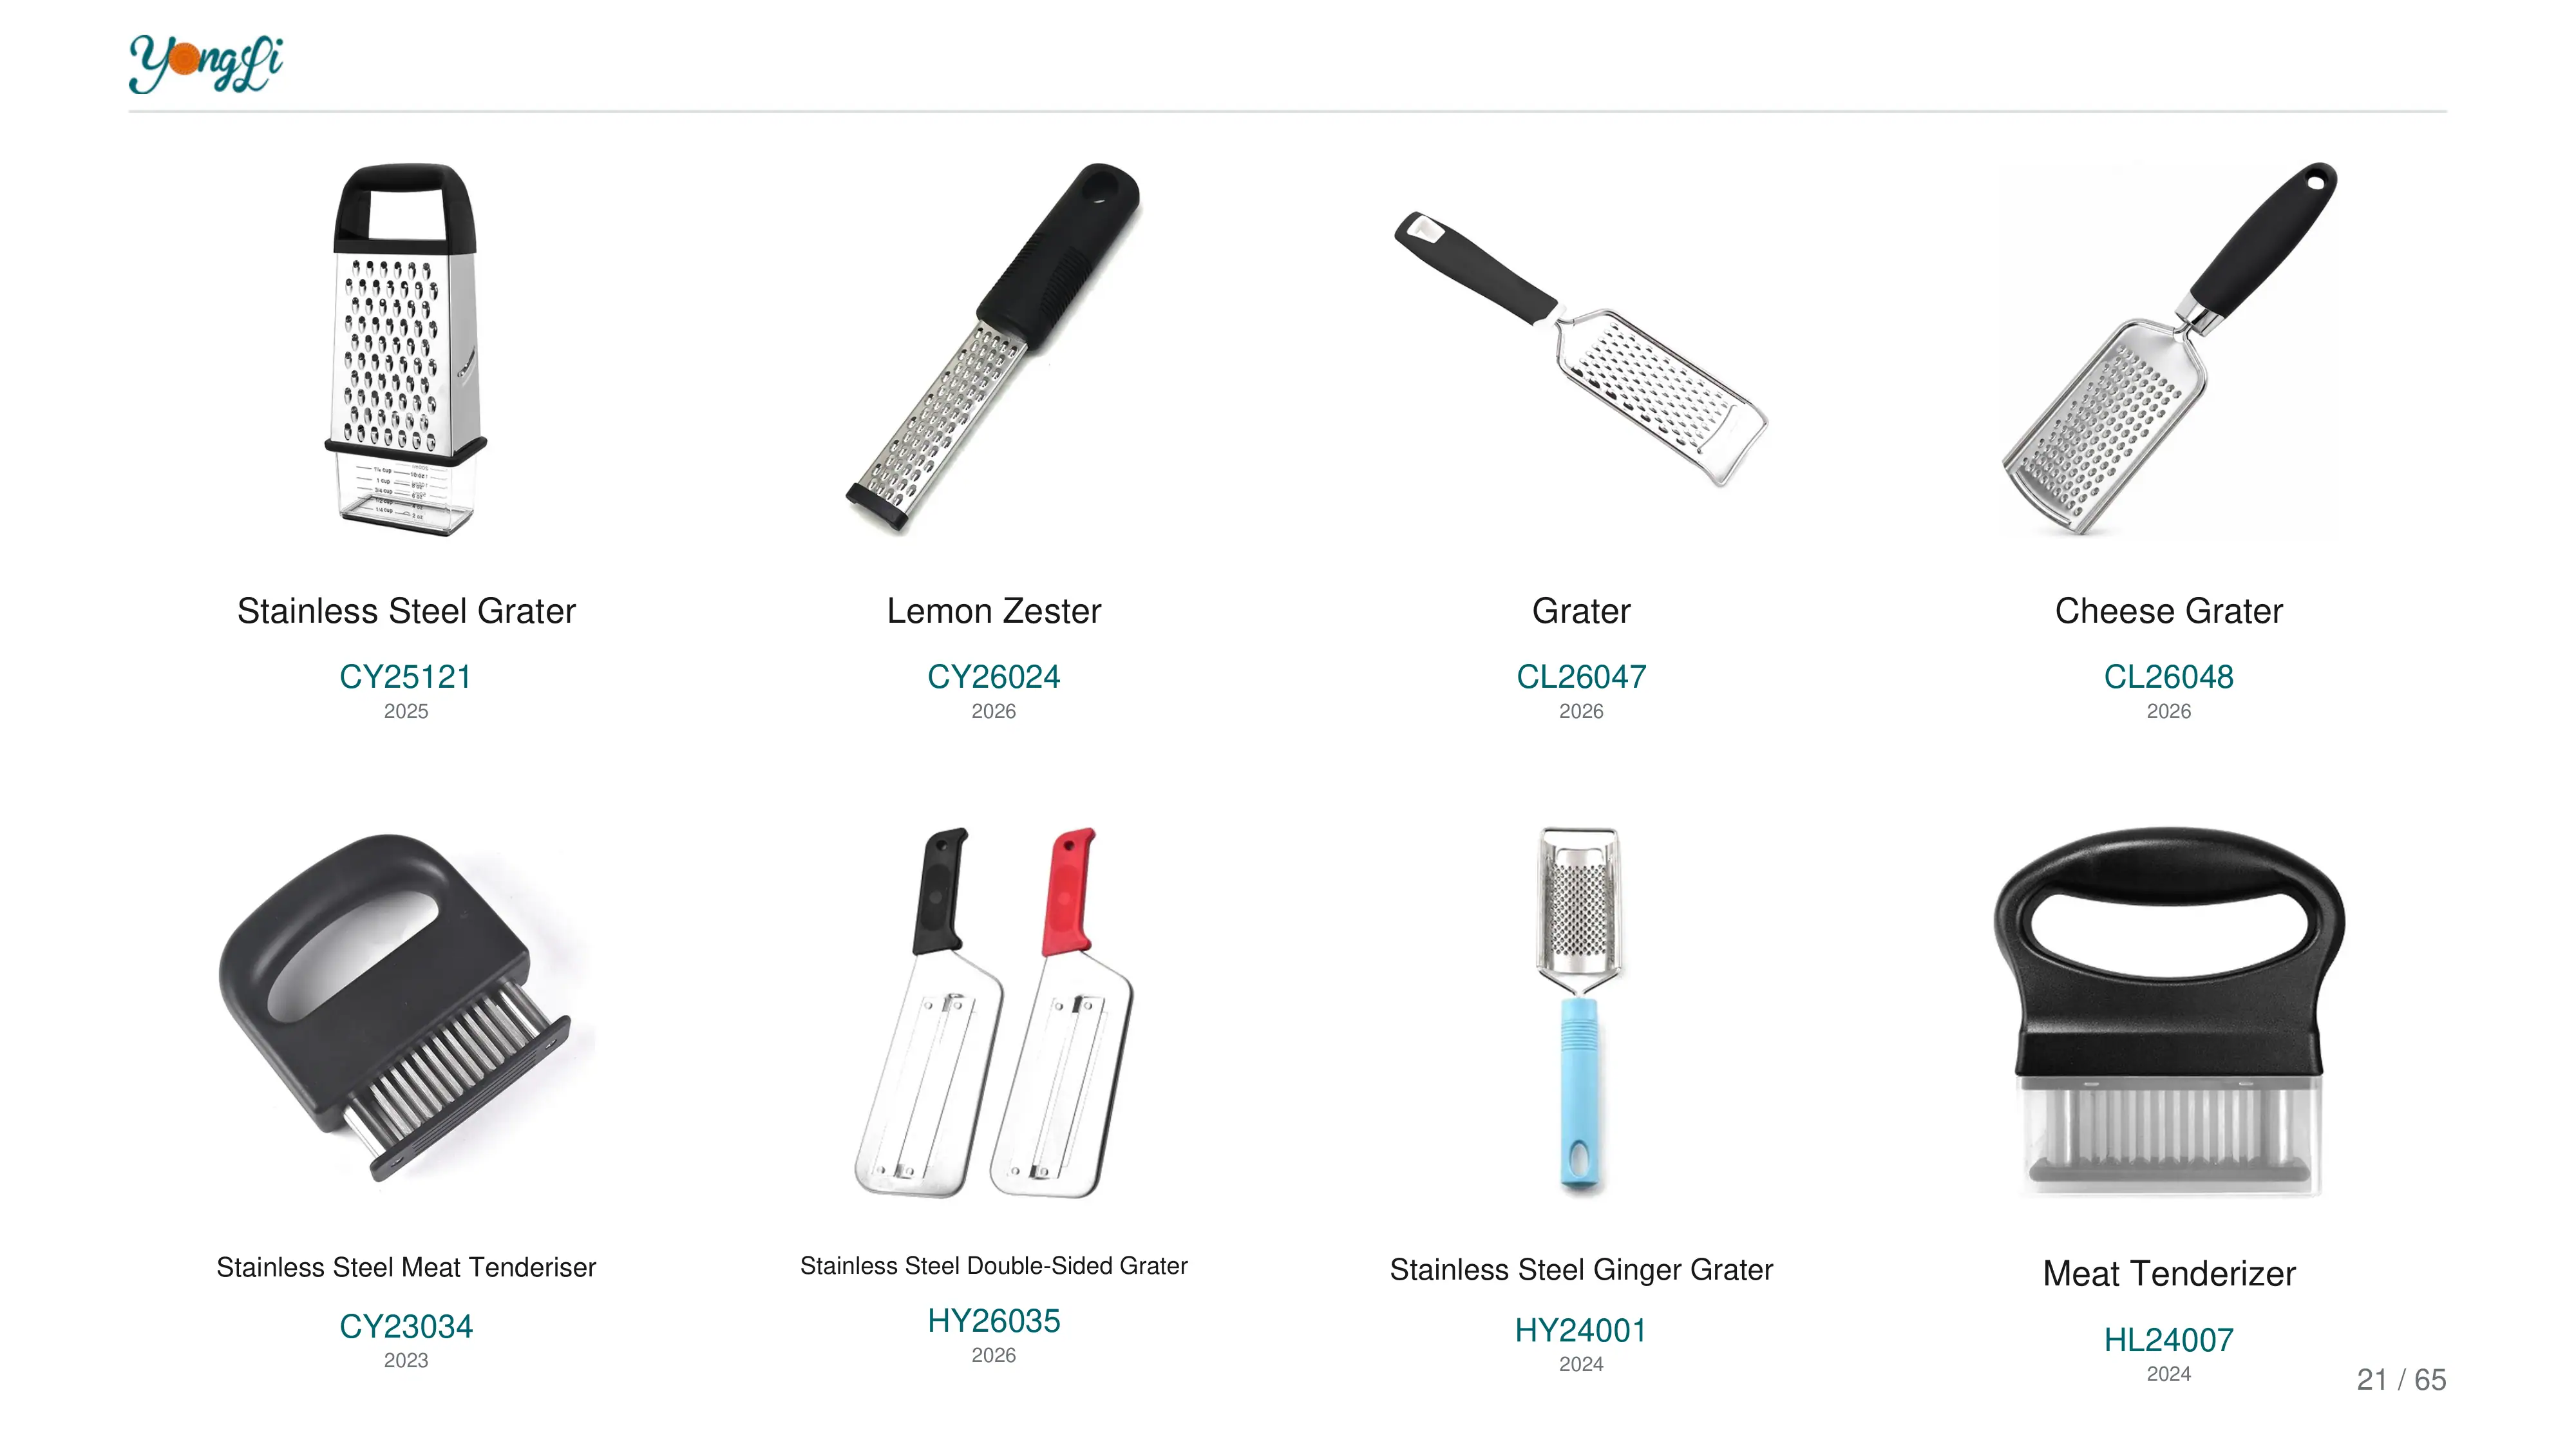 YongLi
Stainless Steel Grater
CY25121
2025
Lemon Zester
CY26024
2026
Grater
CL26047
2026
Cheese Grater
CL26048
2026
1 cup
Stainless Steel Meat Tenderiser
CY23034
2023
Stainless Steel Double-Sided Grater
HY26035
2026
Stainless Steel Ginger Grater
HY24001
2024
Meat Tenderizer
HL24007
2024
21 / 65